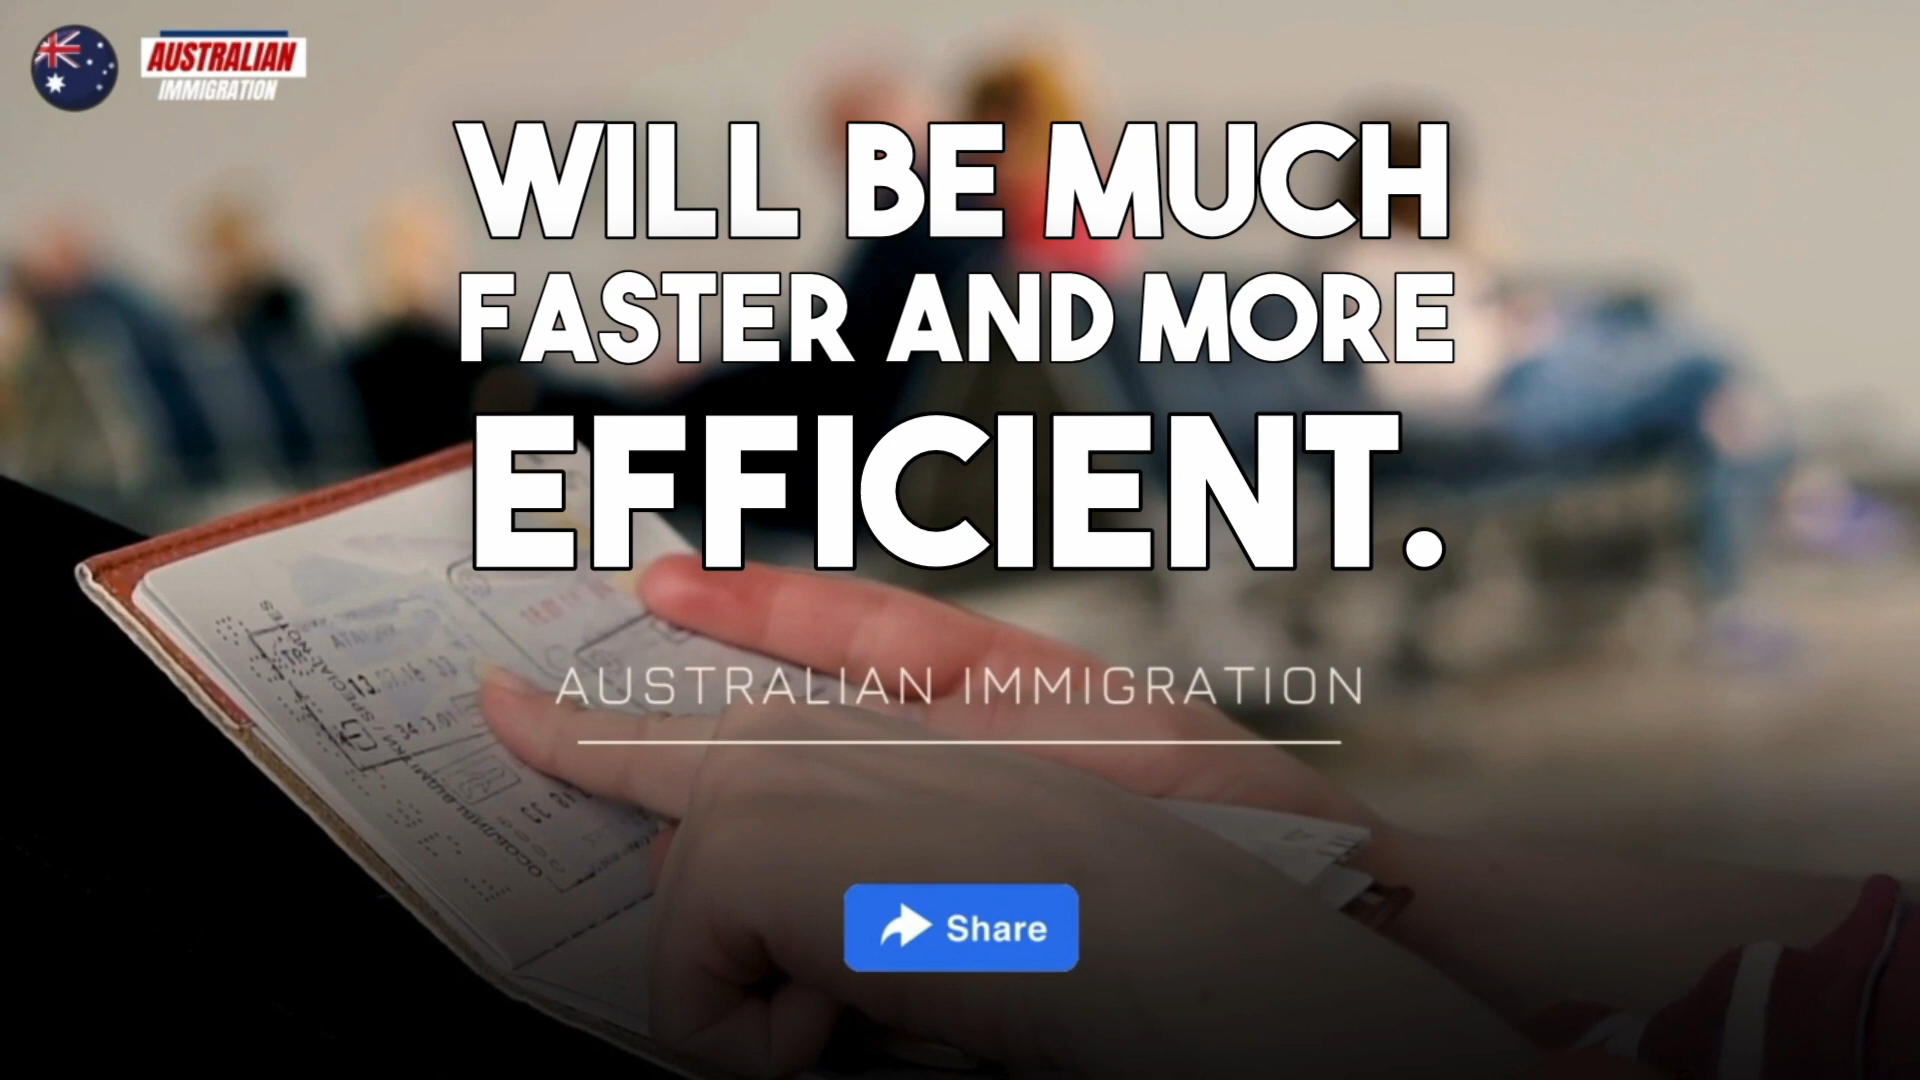 AUSTRALIAN
IMMIGRATION
WILL BE MUCH
FASTER AND MORE
EFFICIENT.
AUSTRALIAN IMMIGRATION
Share